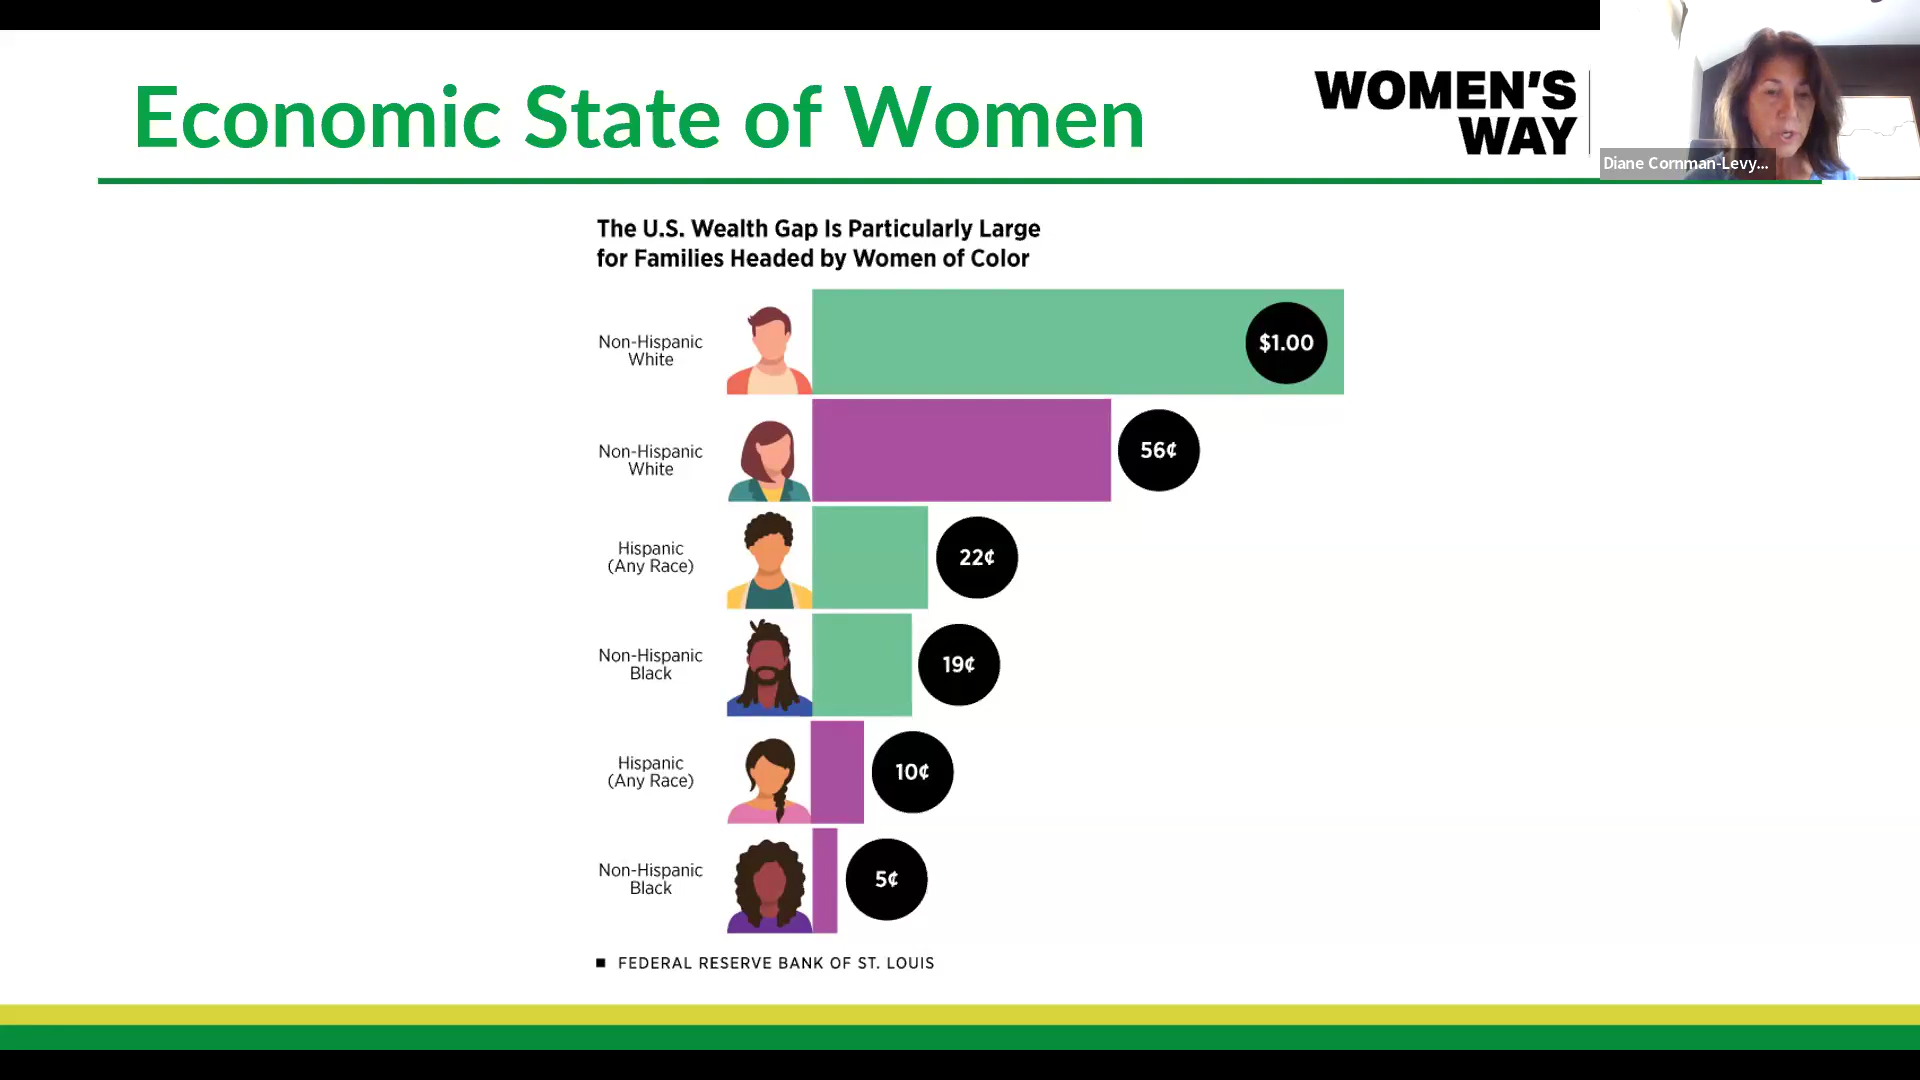 Economic State of Women
WOMEN'S
WAY
Diane Cornman-Levy...
The U.S. Wealth Gap Is Particularly Large
for Families Headed by Women of Color
Non-Hispanic
White
$1.00
Non-Hispanic
White
56¢
Hispanic
(Any Race)
22¢
Non-Hispanic
Black
19¢
Hispanic
(Any Race)
10¢
Non-Hispanic
Black
5¢
FEDERAL RESERVE BANK OF ST. LOUIS